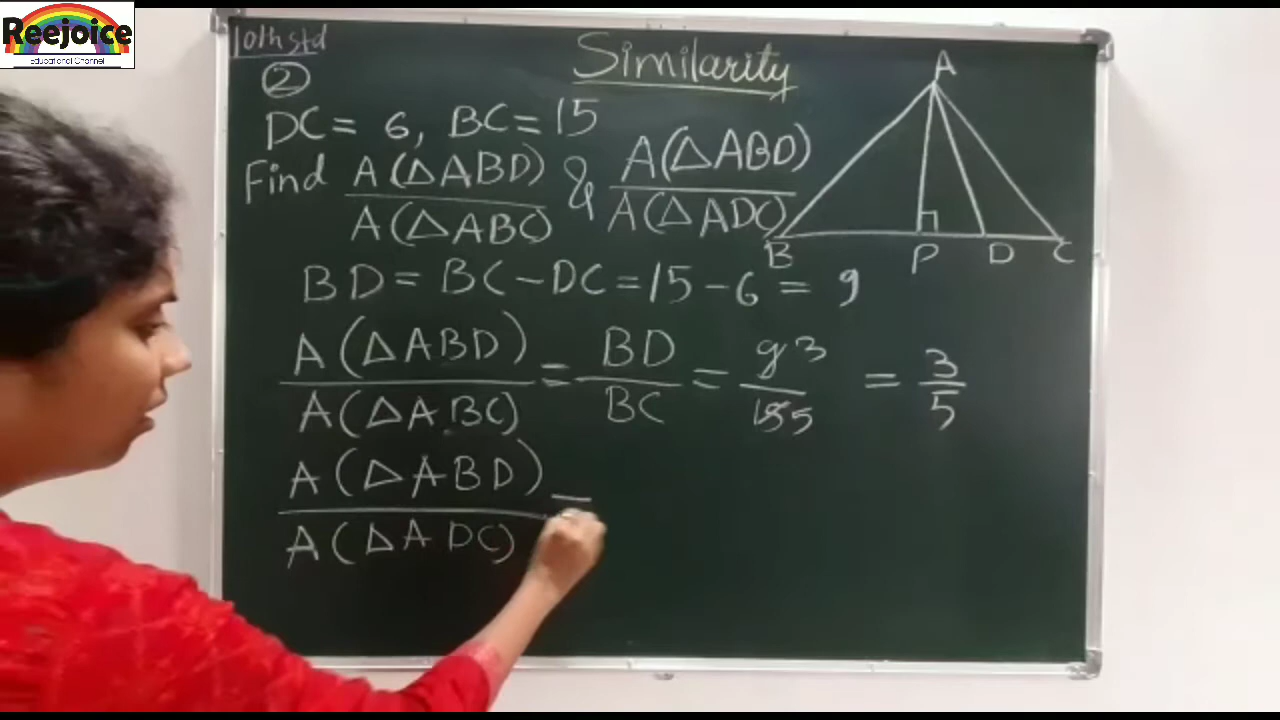 Reejoice
Educational Channel
10th std
Similarity
②
DC = 6, BC = 15
Find A(△ABD) / A(△ABC) & A(△ABD) / A(△ADC)
A
B P D C
BD = BC - DC = 15 - 6 = 9
A(△ABD) / A(△ABC) = BD / BC = 9 3 / 15 5 = 3 / 5
A(△ABD) / A(△ADC) =